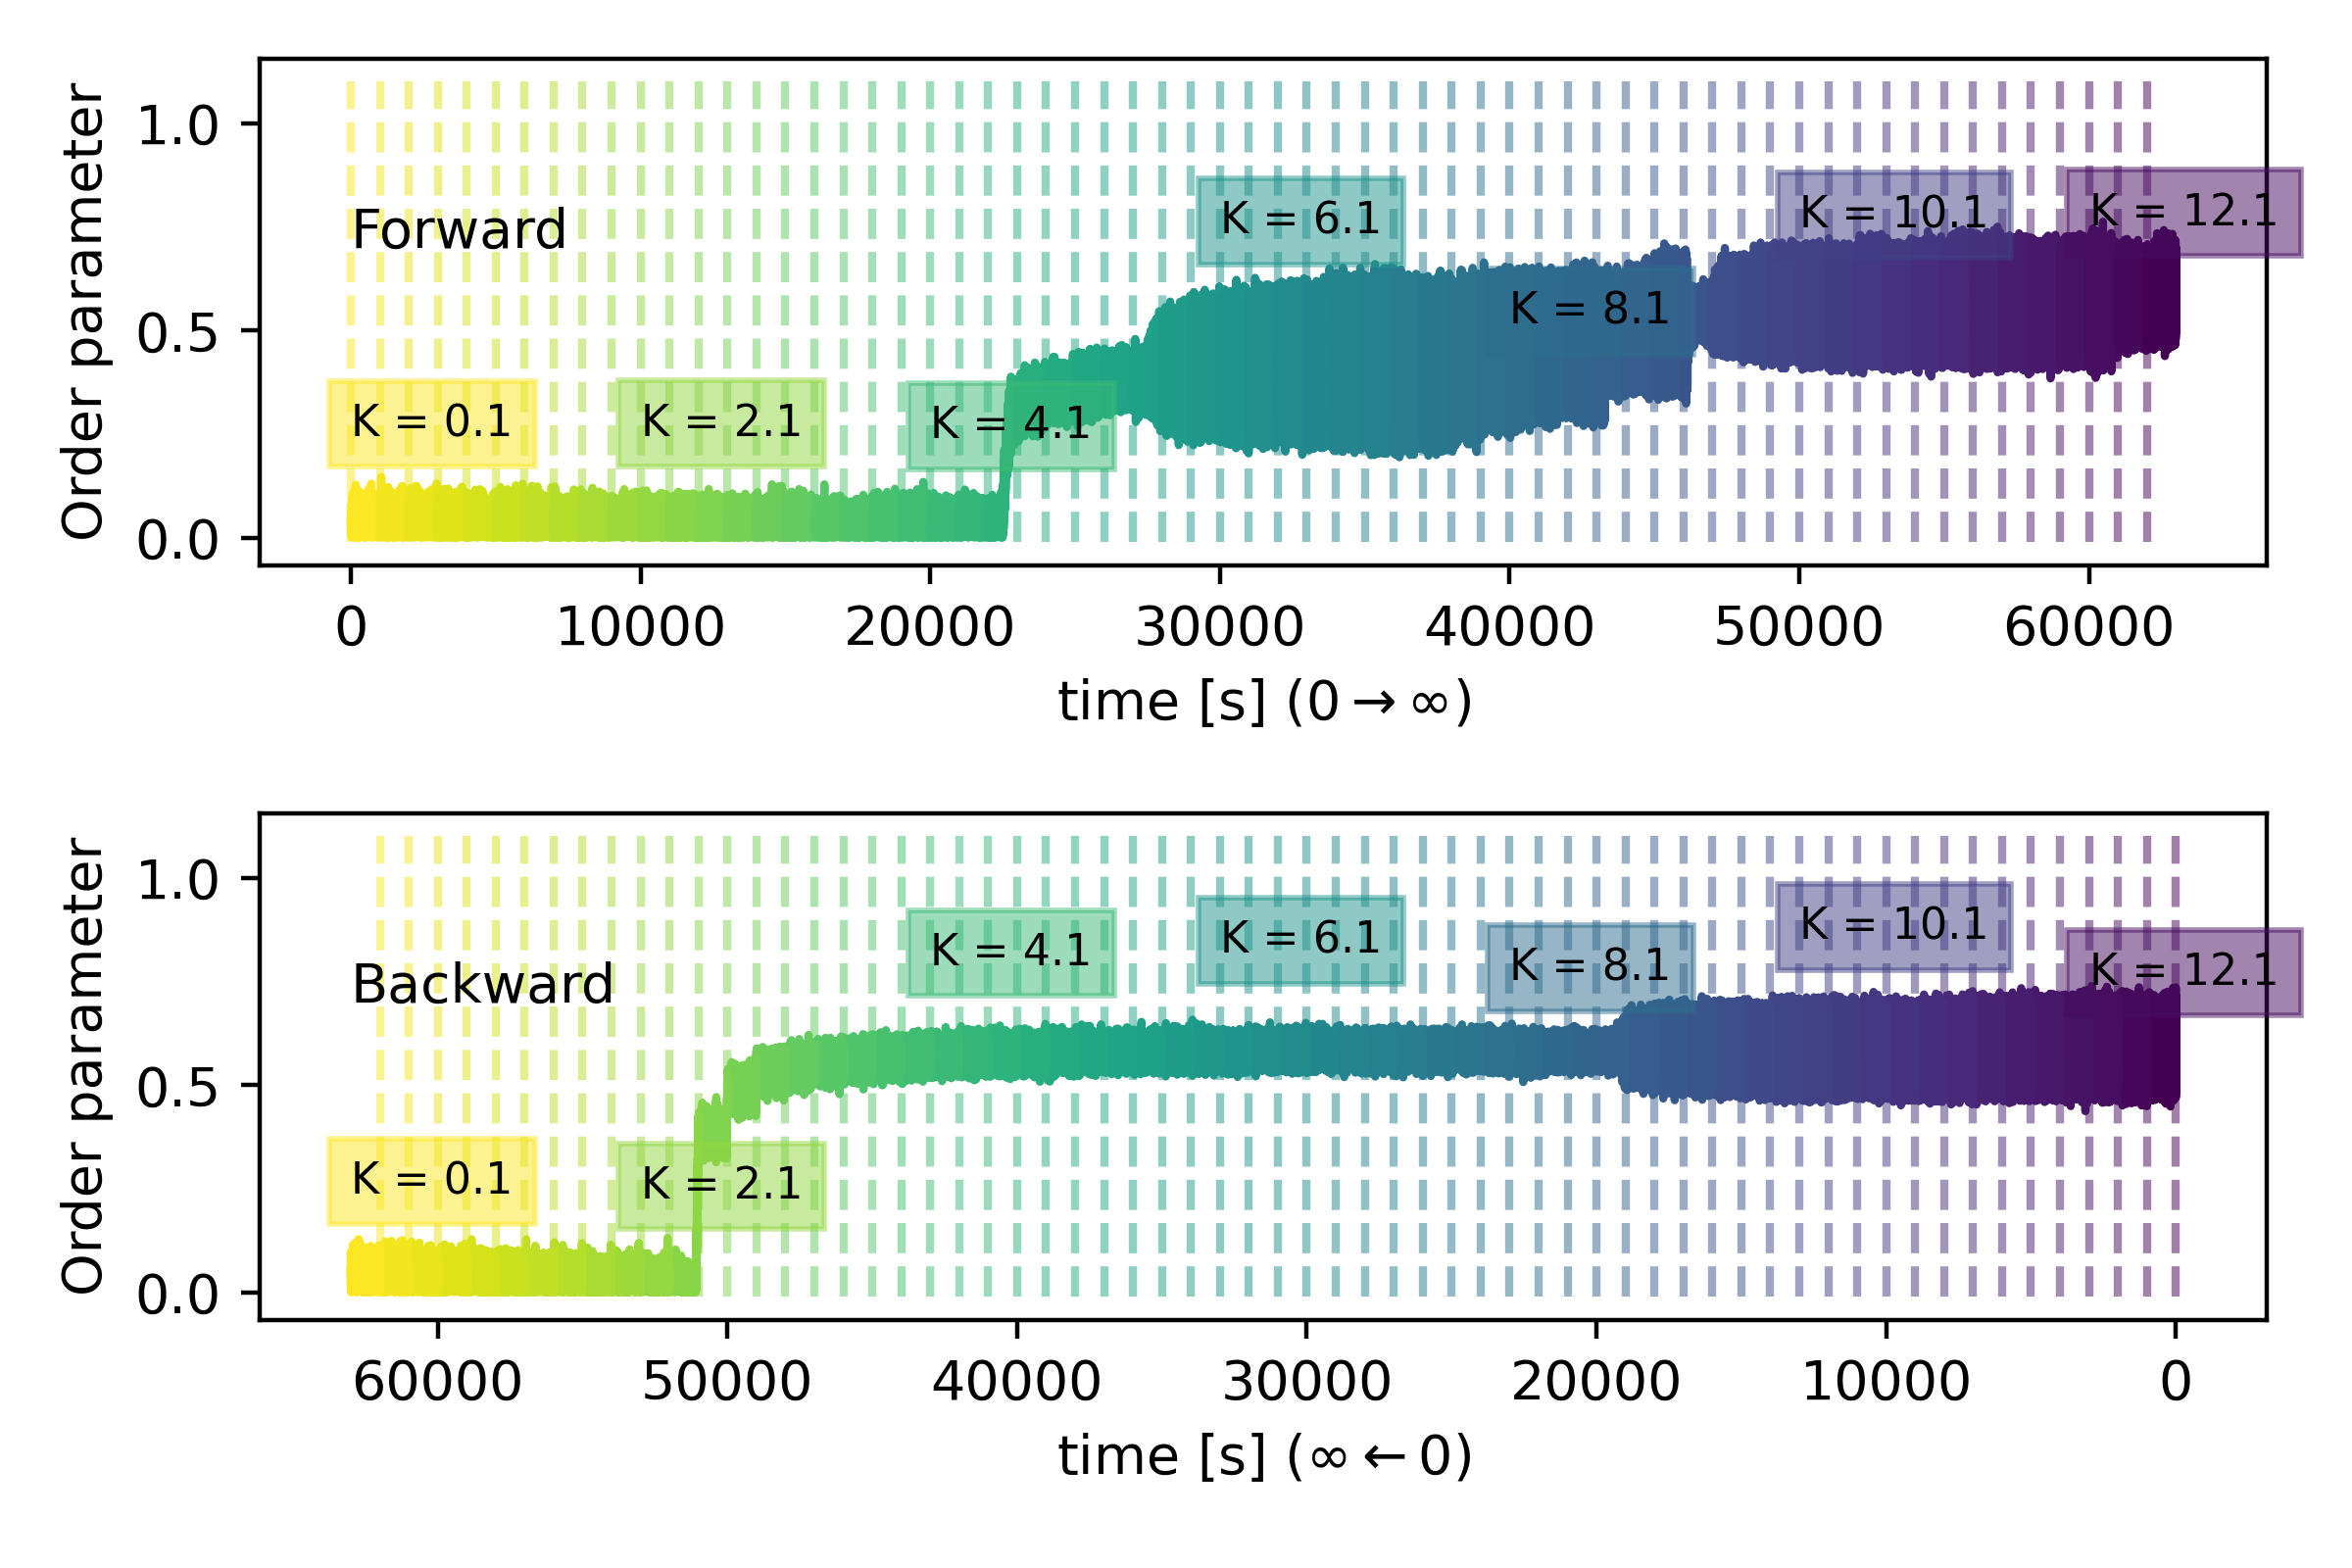 Order parameter
1.0
0.5
0.0
Forward
K = 0.1
K = 2.1
K = 4.1
K = 6.1
K = 8.1
K = 10.1
K = 12.1
0 10000 20000 30000 40000 50000 60000
time [s] (0 → ∞)
Order parameter
1.0
0.5
0.0
Backward
K = 0.1
K = 2.1
K = 4.1
K = 6.1
K = 8.1
K = 10.1
K = 12.1
60000 50000 40000 30000 20000 10000 0
time [s] (∞ ← 0)